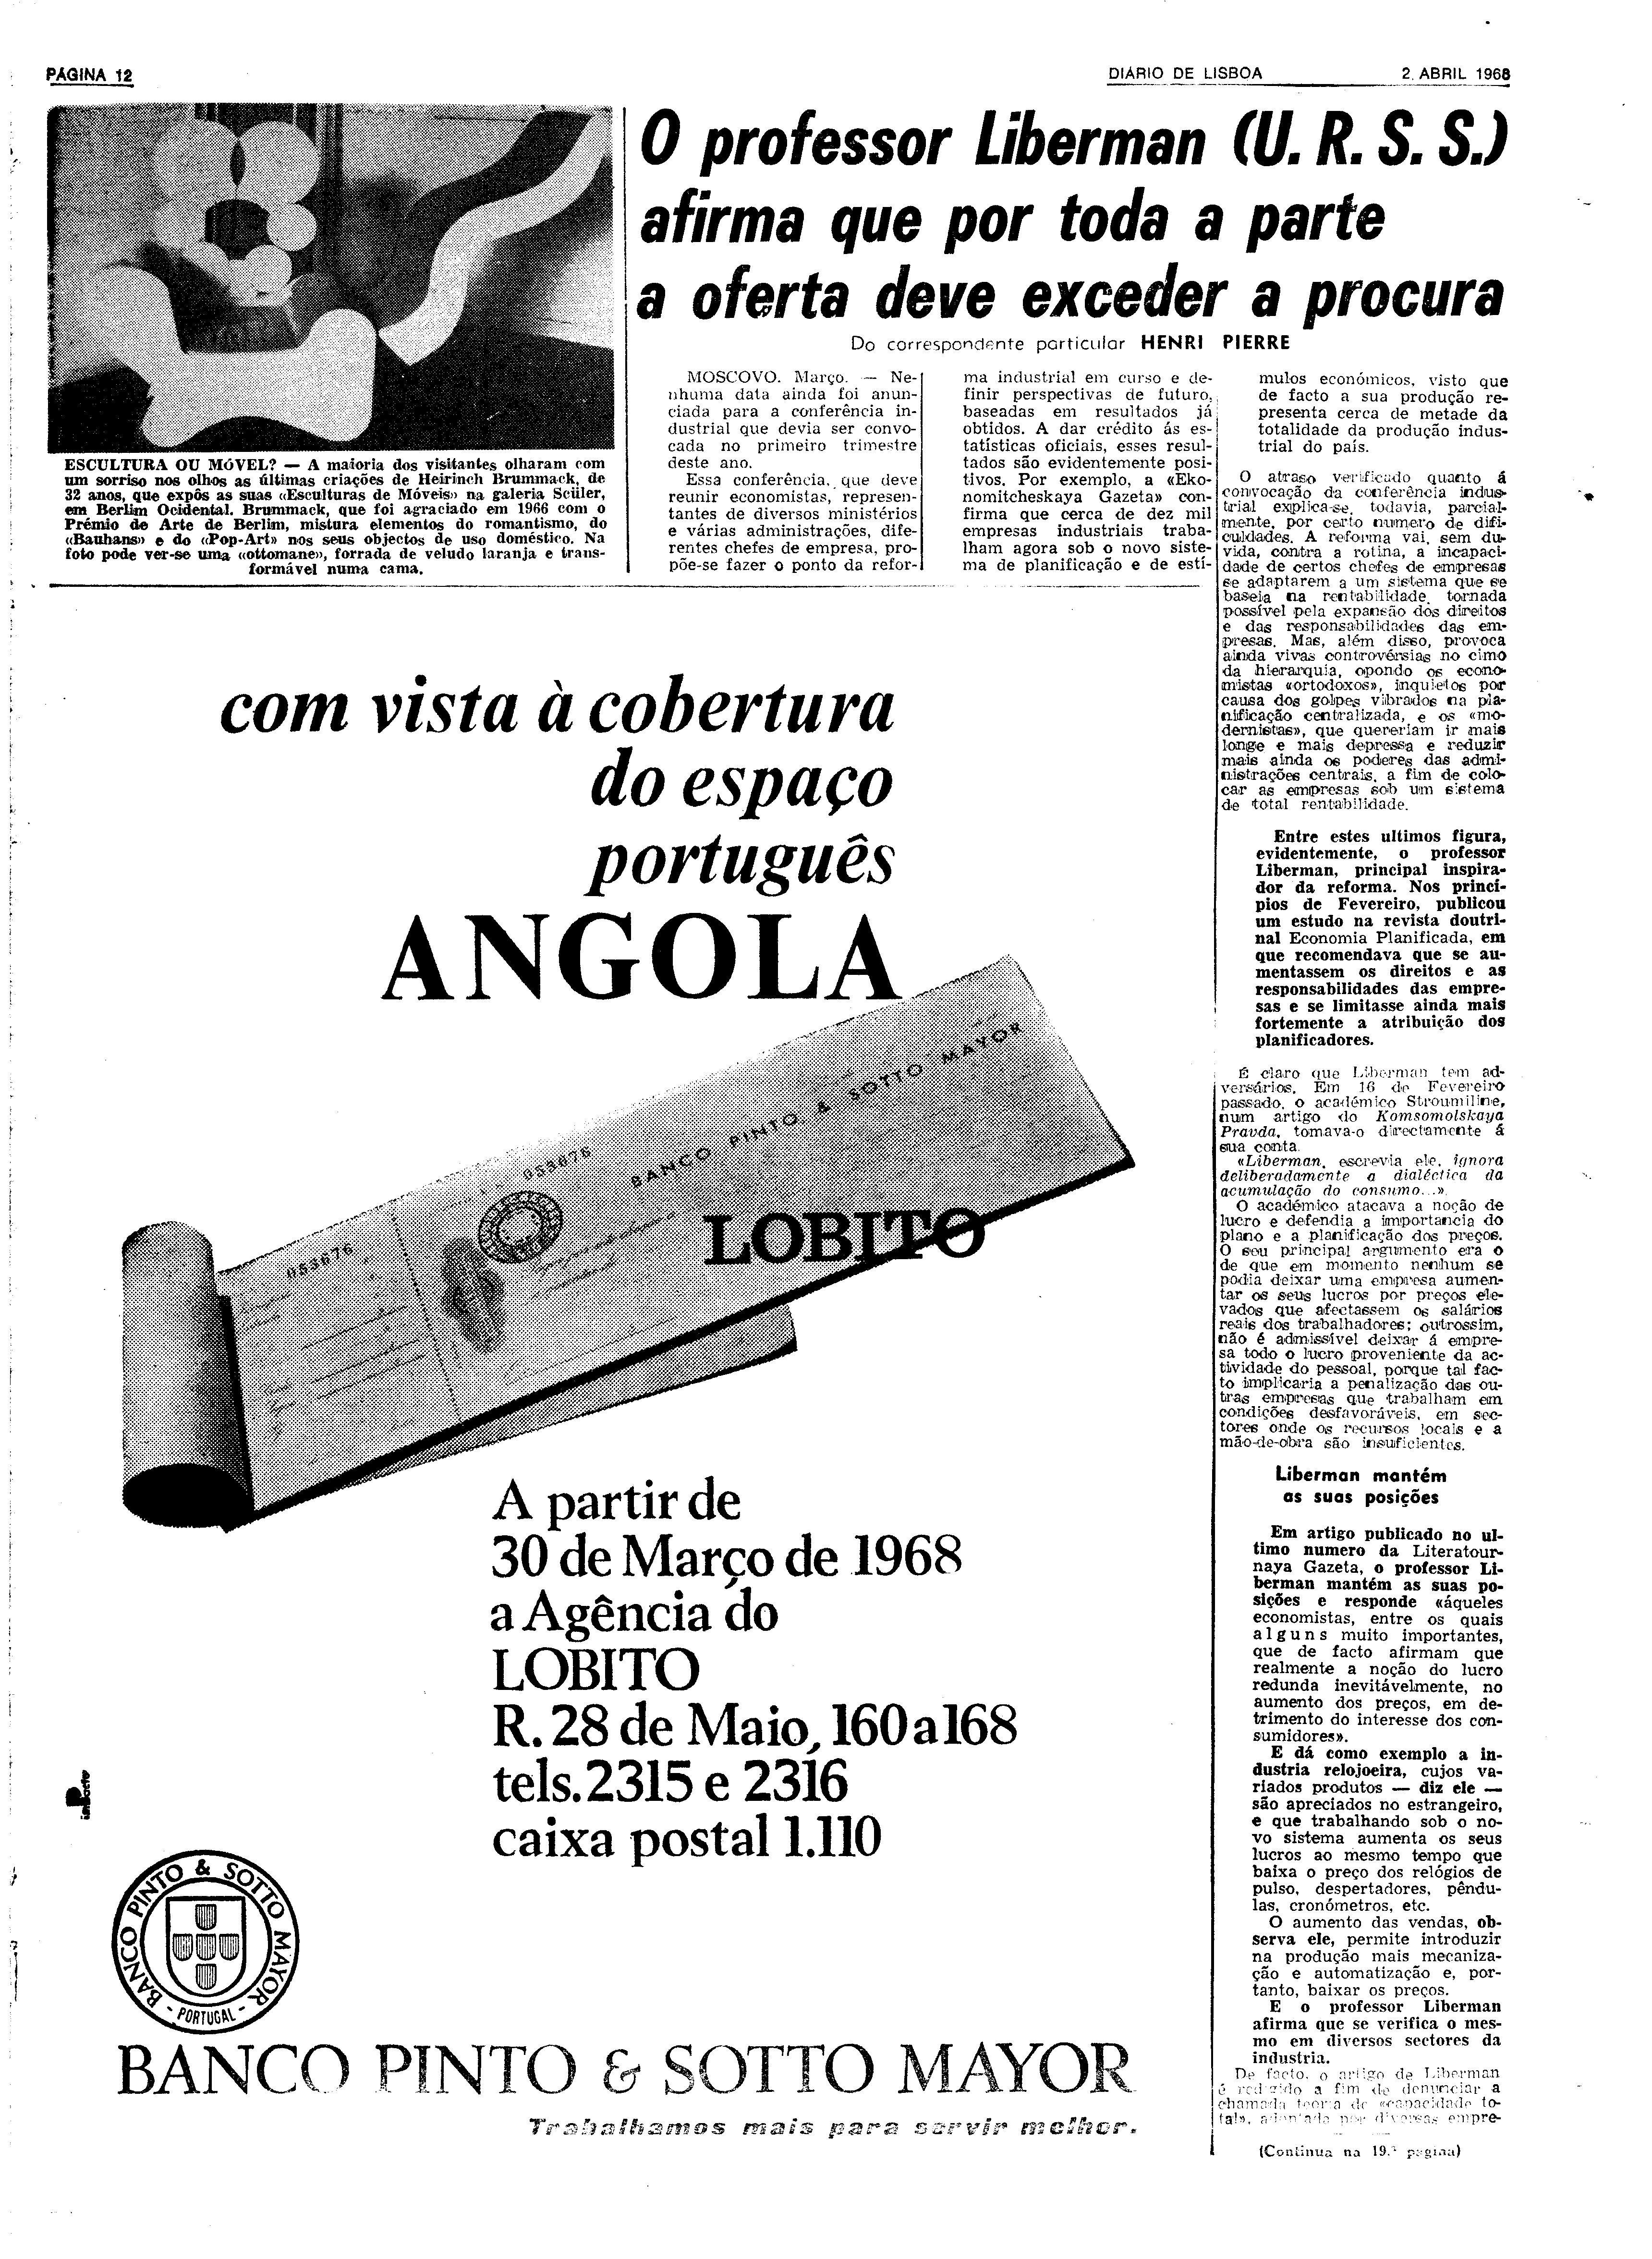 PÁGINA 12
DIÁRIO DE LISBOA
2. ABRIL 1968
ESCULTURA OU MÓVEL? — A maioria dos visitantes olharam com
um sorriso nos olhos as últimas criações de Heirinch Brummack, de
32 anos, que expôs as suas «Esculturas de Móveis» na galeria Scüler,
em Berlim Ocidental. Brummack, que foi agraciado em 1966 com o
Prémio de Arte de Berlim, mistura elementos do romantismo, do
«Bauhans» e do «Pop-Art» nos seus objectos de uso doméstico. Na
foto pode ver-se uma «ottomane», forrada de veludo laranja e trans-
formável numa cama.
O professor Liberman (U. R. S. S.)
afirma que por toda a parte
a oferta deve exceder a procura
Do correspondente particular HENRI PIERRE
MOSCOVO. Março. — Ne-
nhuma data ainda foi anun-
ciada para a conferência in-
dustrial que devia ser convo-
cada no primeiro trimestre
deste ano.
Essa conferência, que deve
reunir economistas, represen-
tantes de diversos ministérios
e várias administrações, dife-
rentes chefes de empresa, pro-
põe-se fazer o ponto da refor-
ma industrial em curso e de-
finir perspectivas de futuro,
baseadas em resultados já
obtidos. A dar crédito ás es-
tatísticas oficiais, esses resul-
tados são evidentemente posi-
tivos. Por exemplo, a «Eko-
nomitcheskaya Gazeta» con-
firma que cerca de dez mil
empresas industriais traba-
lham agora sob o novo siste-
ma de planificação e de estí-
mulos económicos, visto que
de facto a sua produção re-
presenta cerca de metade da
totalidade da produção indus-
trial do país.
O atraso verificado quanto á
convocação da conferência indus-
trial explica-se, todavia, parcial-
mente, por certo numero de difi-
culdades. A reforma vai, sem du-
vida, contra a rotina, a incapaci-
dade de certos chefes de empresas
se adaptarem a um sistema que se
baseia na rentabilidade, tornada
possível pela expansão dos direitos
e das responsabilidades das em-
presas. Mas, além disso, provoca
ainda vivas controvérsias no cimo
da hierarquia, opondo os econo-
mistas «ortodoxos», inquietos por
causa dos golpes vibrados na pla-
nificação centralizada, e os «mo-
dernistas», que quereriam ir mais
longe e mais depressa e reduzir
mais ainda os poderes das admi-
nistrações centrais, a fim de colo-
car as empresas sob um sistema
de total rentabilidade.
Entre estes ultimos figura,
evidentemente, o professor
Liberman, principal inspira-
dor da reforma. Nos princí-
pios de Fevereiro, publicou
um estudo na revista doutri-
nal Economia Planificada, em
que recomendava que se au-
mentassem os direitos e as
responsabilidades das empre-
sas e se limitasse ainda mais
fortemente a atribuição dos
planificadores.
É claro que Liberman tem ad-
versários. Em 16 de Fevereiro
passado, o académico Stroumiline,
num artigo do Komsomolskaya
Pravda, tomava-o directamente á
sua conta.
«Liberman, escrevia ele, ignora
deliberadamente a dialéctica da
acumulação do consumo...».
O académico atacava a noção de
lucro e defendia a importancia do
plano e a planificação dos preços.
O seu principal argumento era o
de que em momento nenhum se
podia deixar uma empresa aumen-
tar os seus lucros por preços ele-
vados que afectassem os salários
reais dos trabalhadores; outrossim,
não é admissível deixar á empre-
sa todo o lucro proveniente da ac-
tividade do pessoal, porque tal fac-
to implicaria a penalização das ou-
tras empresas que trabalham em
condições desfavoráveis, em sec-
tores onde os recursos locais e a
mão-de-obra são insuficientes.
Liberman mantém
as suas posições
Em artigo publicado no ul-
timo numero da Literatour-
naya Gazeta, o professor Li-
berman mantém as suas po-
sições e responde «áqueles
economistas, entre os quais
alguns muito importantes,
que de facto afirmam que
realmente a noção do lucro
redunda inevitávelmente, no
aumento dos preços, em de-
trimento do interesse dos con-
sumidores».
E dá como exemplo a in-
dustria relojoeira, cujos va-
riados produtos — diz ele —
são apreciados no estrangeiro,
e que trabalhando sob o no-
vo sistema aumenta os seus
lucros ao mesmo tempo que
baixa o preço dos relógios de
pulso, despertadores, pêndu-
las, cronómetros, etc.
O aumento das vendas, ob-
serva ele, permite introduzir
na produção mais mecaniza-
ção e automatização e, por-
tanto, baixar os preços.
E o professor Liberman
afirma que se verifica o mes-
mo em diversos sectores da
industria.
De facto, o artigo de Liberman
é redigido a fim de denunciar a
chamada teoria de «capacidade to-
tal», adoptada por diversas empre-
(Continua na 19.ª página)
com vista à cobertura
do espaço
português
ANGOLA
053676
BANCO PINTO & SOTTO MAYOR
053676
LOBITO
A partir de
30 de Março de 1968
a Agência do
LOBITO
R. 28 de Maio, 160 a 168
tels. 2315 e 2316
caixa postal 1.110
BANCO PINTO & SOTTO MAYOR
- PORTUGAL -
BANCO PINTO & SOTTO MAYOR
Trabalhamos mais para servir melhor.